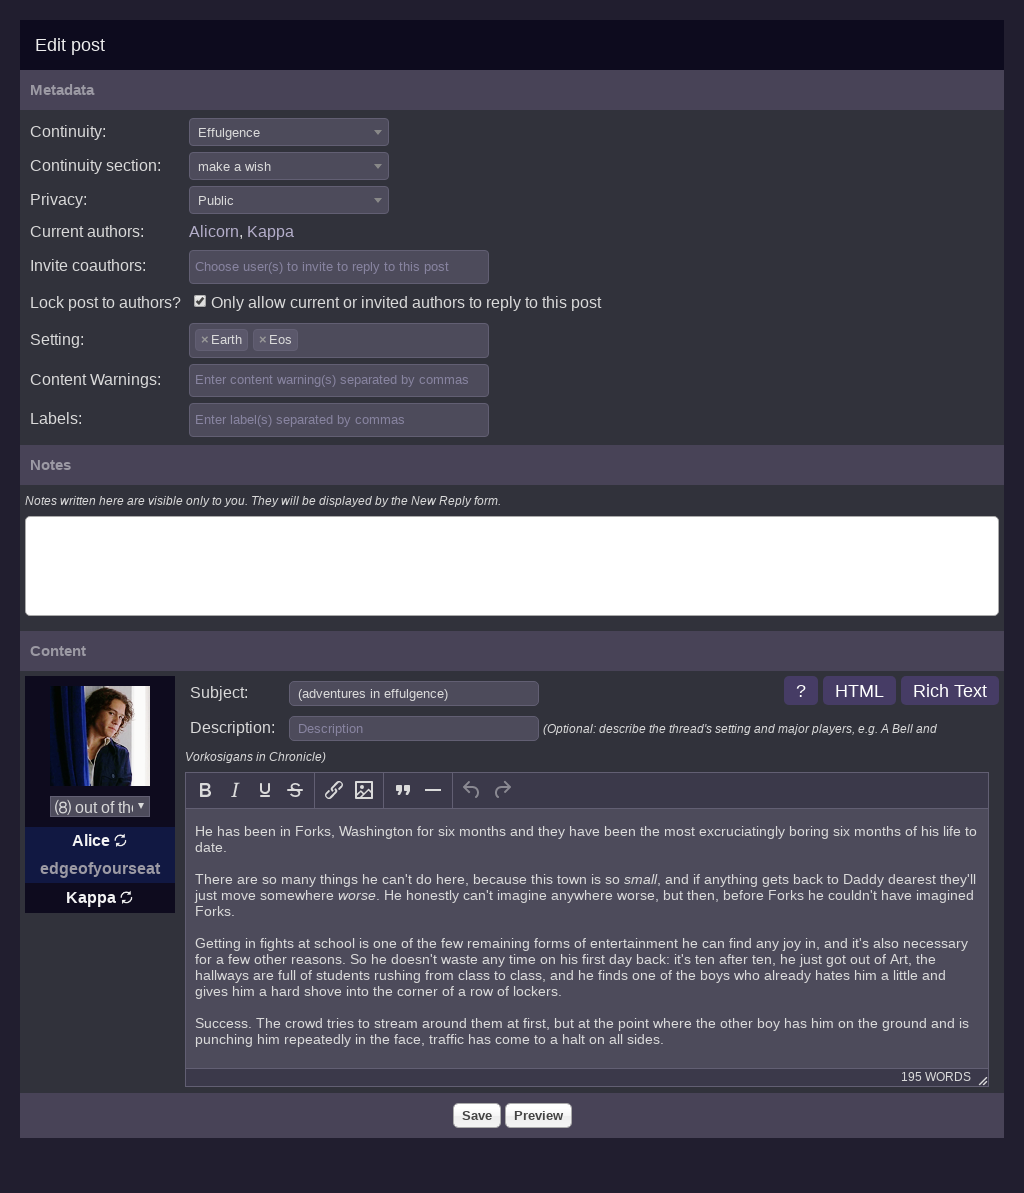 Edit post
Metadata
Continuity: Effulgence
Continuity section: make a wish
Privacy: Public
Current authors: Alicorn, Kappa
Invite coauthors: Choose user(s) to invite to reply to this post
Lock post to authors? Only allow current or invited authors to reply to this post
Setting: × Earth × Eos
Content Warnings: Enter content warning(s) separated by commas
Labels: Enter label(s) separated by commas
Notes
Notes written here are visible only to you. They will be displayed by the New Reply form.
Content
(8) out of the
Alice
edgeofyourseat
Kappa
Subject: (adventures in effulgence) ? HTML Rich Text
Description: Description (Optional: describe the thread's setting and major players, e.g. A Bell and
Vorkosigans in Chronicle)
B I U S
He has been in Forks, Washington for six months and they have been the most excruciatingly boring six months of his life to
date.
There are so many things he can't do here, because this town is so small, and if anything gets back to Daddy dearest they'll
just move somewhere worse. He honestly can't imagine anywhere worse, but then, before Forks he couldn't have imagined
Forks.
Getting in fights at school is one of the few remaining forms of entertainment he can find any joy in, and it's also necessary
for a few other reasons. So he doesn't waste any time on his first day back: it's ten after ten, he just got out of Art, the
hallways are full of students rushing from class to class, and he finds one of the boys who already hates him a little and
gives him a hard shove into the corner of a row of lockers.
Success. The crowd tries to stream around them at first, but at the point where the other boy has him on the ground and is
punching him repeatedly in the face, traffic has come to a halt on all sides.
195 WORDS
Save Preview